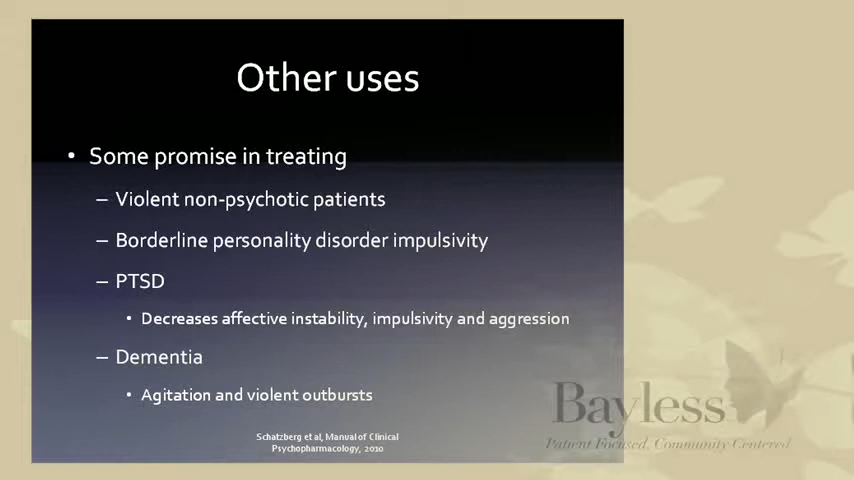 Other uses
• Some promise in treating
– Violent non-psychotic patients
– Borderline personality disorder impulsivity
– PTSD
• Decreases affective instability, impulsivity and aggression
– Dementia
• Agitation and violent outbursts
Schatzberg et al, Manual of Clinical
Psychopharmacology, 2010
Bayless
Patient Focused, Community Centered